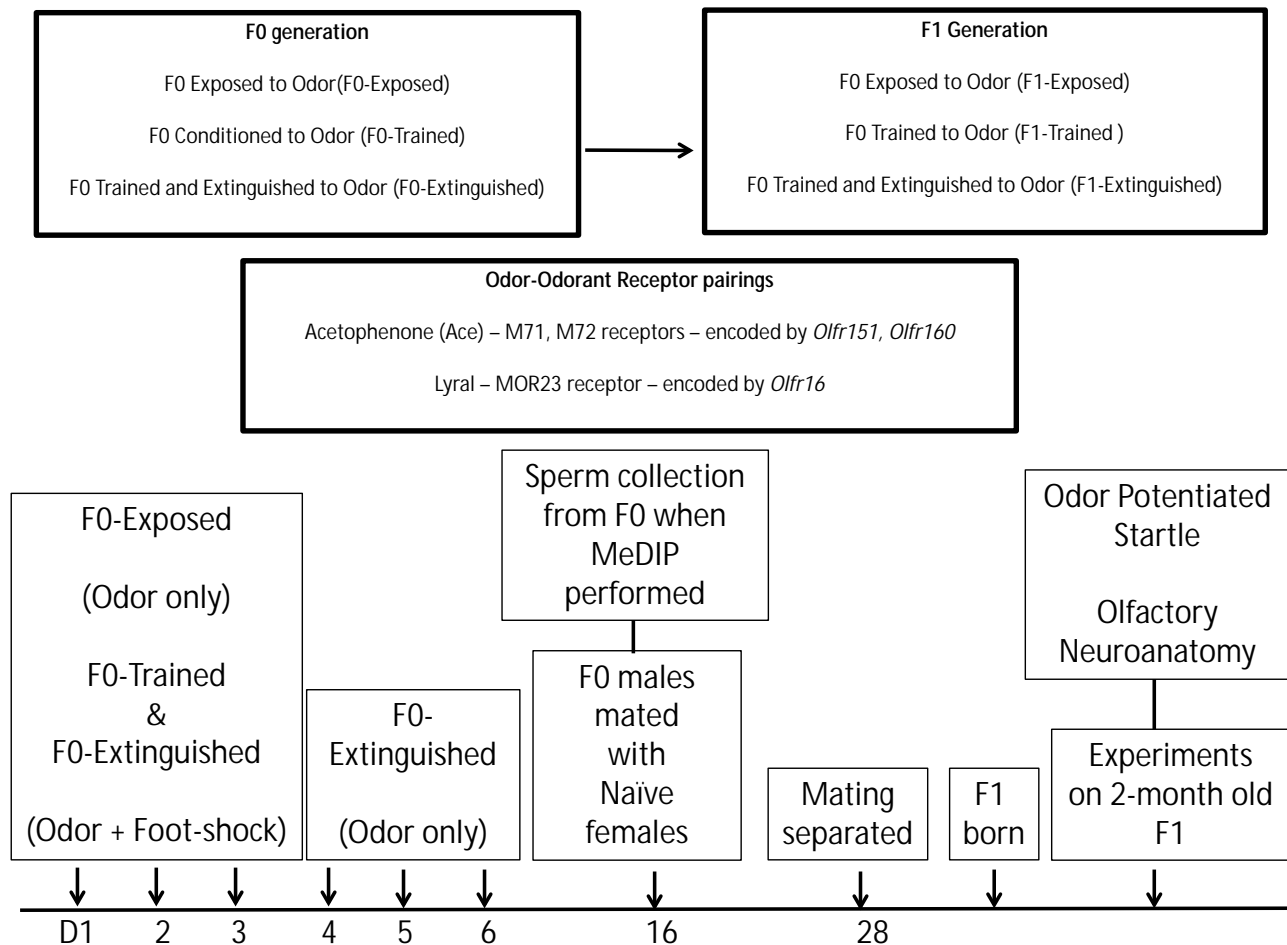 F0 generation
F0 Exposed to Odor(F0-Exposed)
F0 Conditioned to Odor (F0-Trained)
F0 Trained and Extinguished to Odor (F0-Extinguished)
F1 Generation
F0 Exposed to Odor (F1-Exposed)
F0 Trained to Odor (F1-Trained )
F0 Trained and Extinguished to Odor (F1-Extinguished)
Odor-Odorant Receptor pairings
Acetophenone (Ace) – M71, M72 receptors – encoded by Olfr151, Olfr160
Lyral – MOR23 receptor – encoded by Olfr16
F0-Exposed
(Odor only)
F0-Trained
&
F0-Extinguished
(Odor + Foot-shock)
F0-
Extinguished
(Odor only)
Sperm collection
from F0 when
MeDIP
performed
F0 males
mated
with
Naïve
females
Mating
separated
F1
born
Odor Potentiated
Startle
Olfactory
Neuroanatomy
Experiments
on 2-month old
F1
D1 2 3 4 5 6 16 28